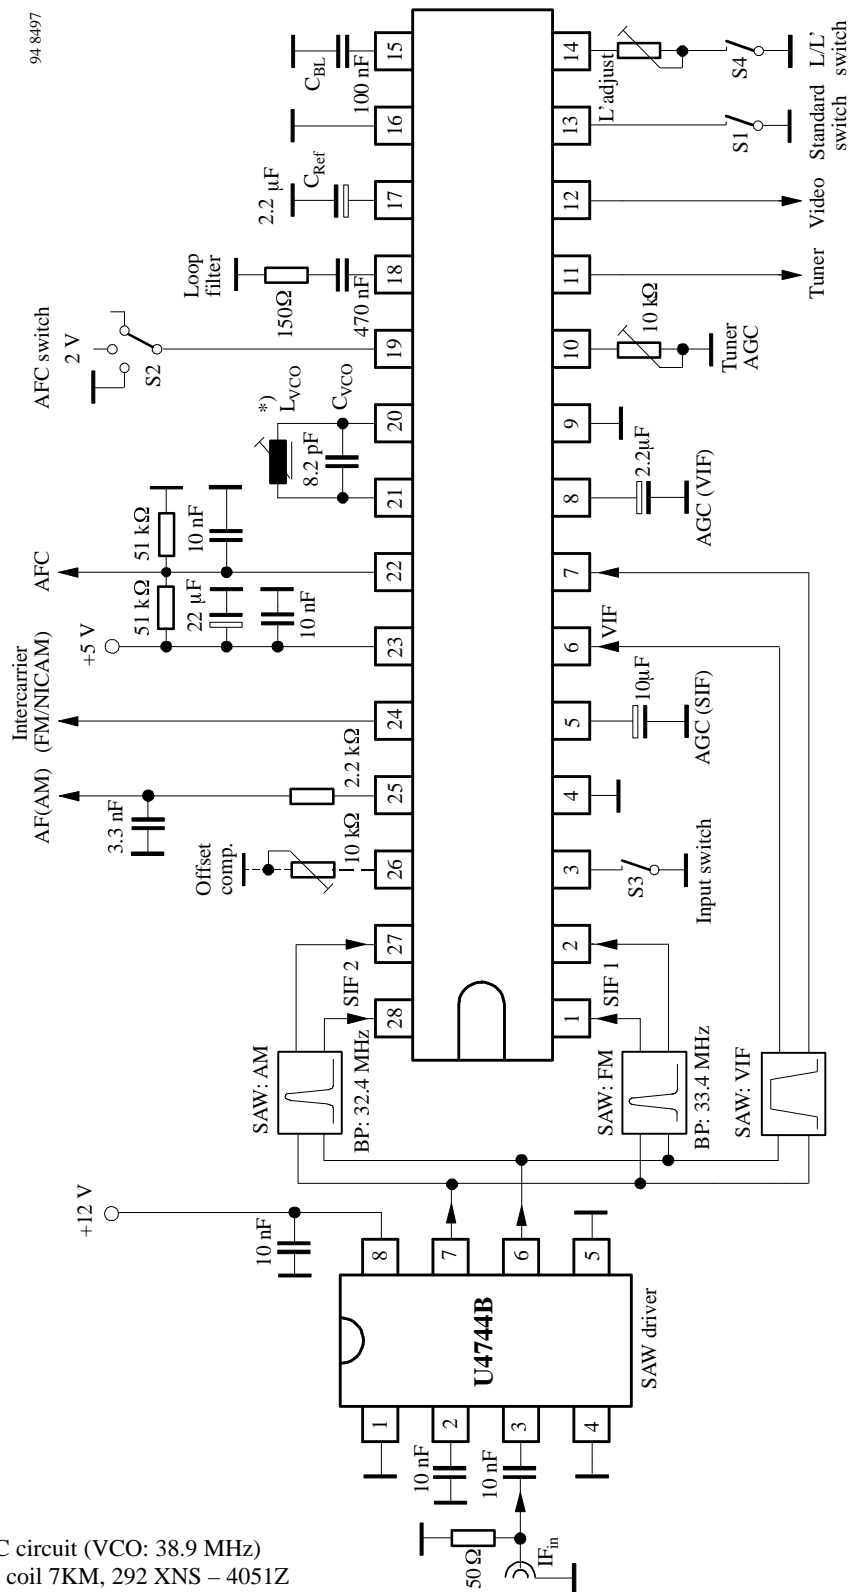 94 8497
AFC switch
2 V
S2
Loop
filter
150Ω
470 nF
2.2 µF
C_Ref
C_BL
100 nF
*)
L_VCO
C_VCO
8.2 pF
AFC
51 kΩ
51 kΩ
10 nF
+5 V
22 µF
10 nF
Intercarrier
(FM/NICAM)
AF(AM)
3.3 nF
2.2 kΩ
Offset
comp.
10 kΩ
SIF 2
28
27
26
25
24
23
22
21
20
19
18
17
16
15
1
2
3
4
5
6
7
8
9
10
11
12
13
14
SIF 1
S3
Input switch
10µF
AGC (SIF)
VIF
2.2µF
AGC (VIF)
10 kΩ
Tuner
AGC
Tuner
Video
S1
Standard
switch
L'adjust
S4
L/L'
switch
SAW: AM
BP: 32.4 MHz
SAW: FM
BP: 33.4 MHz
SAW: VIF
+12 V
10 nF
8
7
6
5
U4744B
SAW driver
1
2
3
4
10 nF
10 nF
50 Ω
IF_in
C circuit (VCO: 38.9 MHz)
coil 7KM, 292 XNS – 4051Z